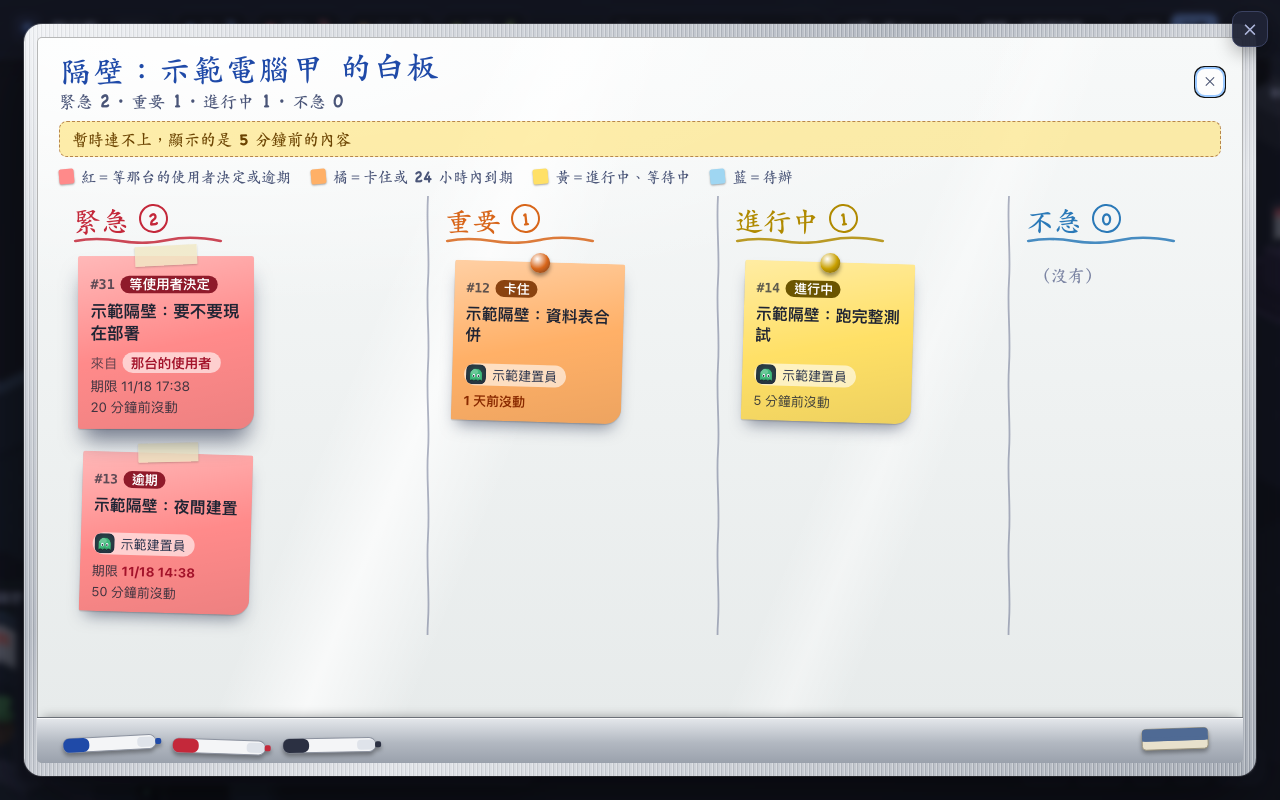 隔壁：示範電腦甲 的白板
緊急 2 · 重要 1 · 進行中 1 · 不急 0
暫時連不上，顯示的是 5 分鐘前的內容
紅＝等那台的使用者決定或逾期
橘＝卡住或 24 小時內到期
黃＝進行中、等待中
藍＝待辦
緊急 2
#31 等使用者決定
示範隔壁：要不要現
在部署
來自 那台的使用者
期限 11/18 17:38
20 分鐘前沒動
#13 逾期
示範隔壁：夜間建置
示範建置員
期限 11/18 14:38
50 分鐘前沒動
重要 1
#12 卡住
示範隔壁：資料表合
併
示範建置員
1 天前沒動
進行中 1
#14 進行中
示範隔壁：跑完整測
試
示範建置員
5 分鐘前沒動
不急 0
（沒有）